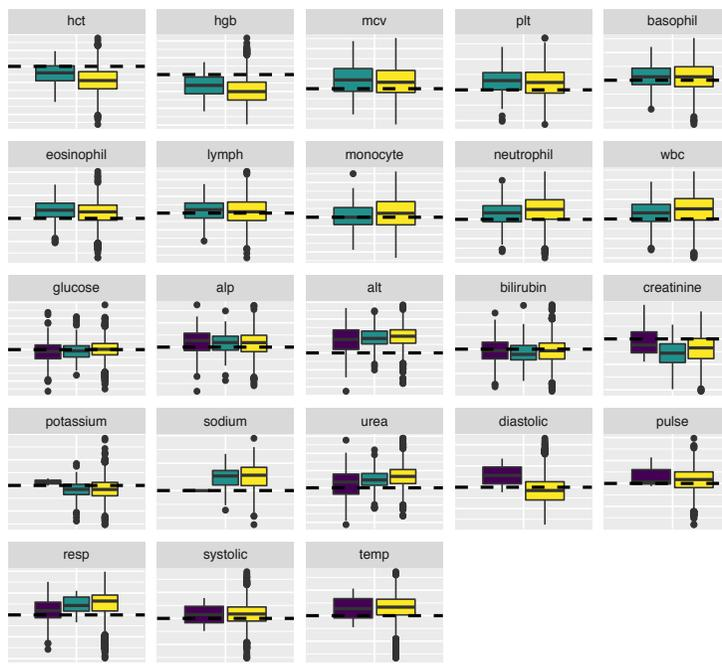 hct hgb mcv plt basophil
eosinophil lymph monocyte neutrophil wbc
glucose alp alt bilirubin creatinine
potassium sodium urea diastolic pulse
resp systolic temp